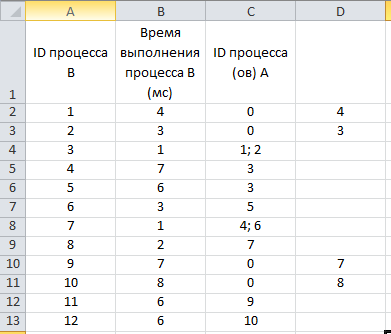 A B C D
1 ID процесса B Время выполнения процесса B (мс) ID процесса (ов) A
2 1 4 0 4
3 2 3 0 3
4 3 1 1; 2
5 4 7 3
6 5 6 3
7 6 3 5
8 7 1 4; 6
9 8 2 7
10 9 7 0 7
11 10 8 0 8
12 11 6 9
13 12 6 10